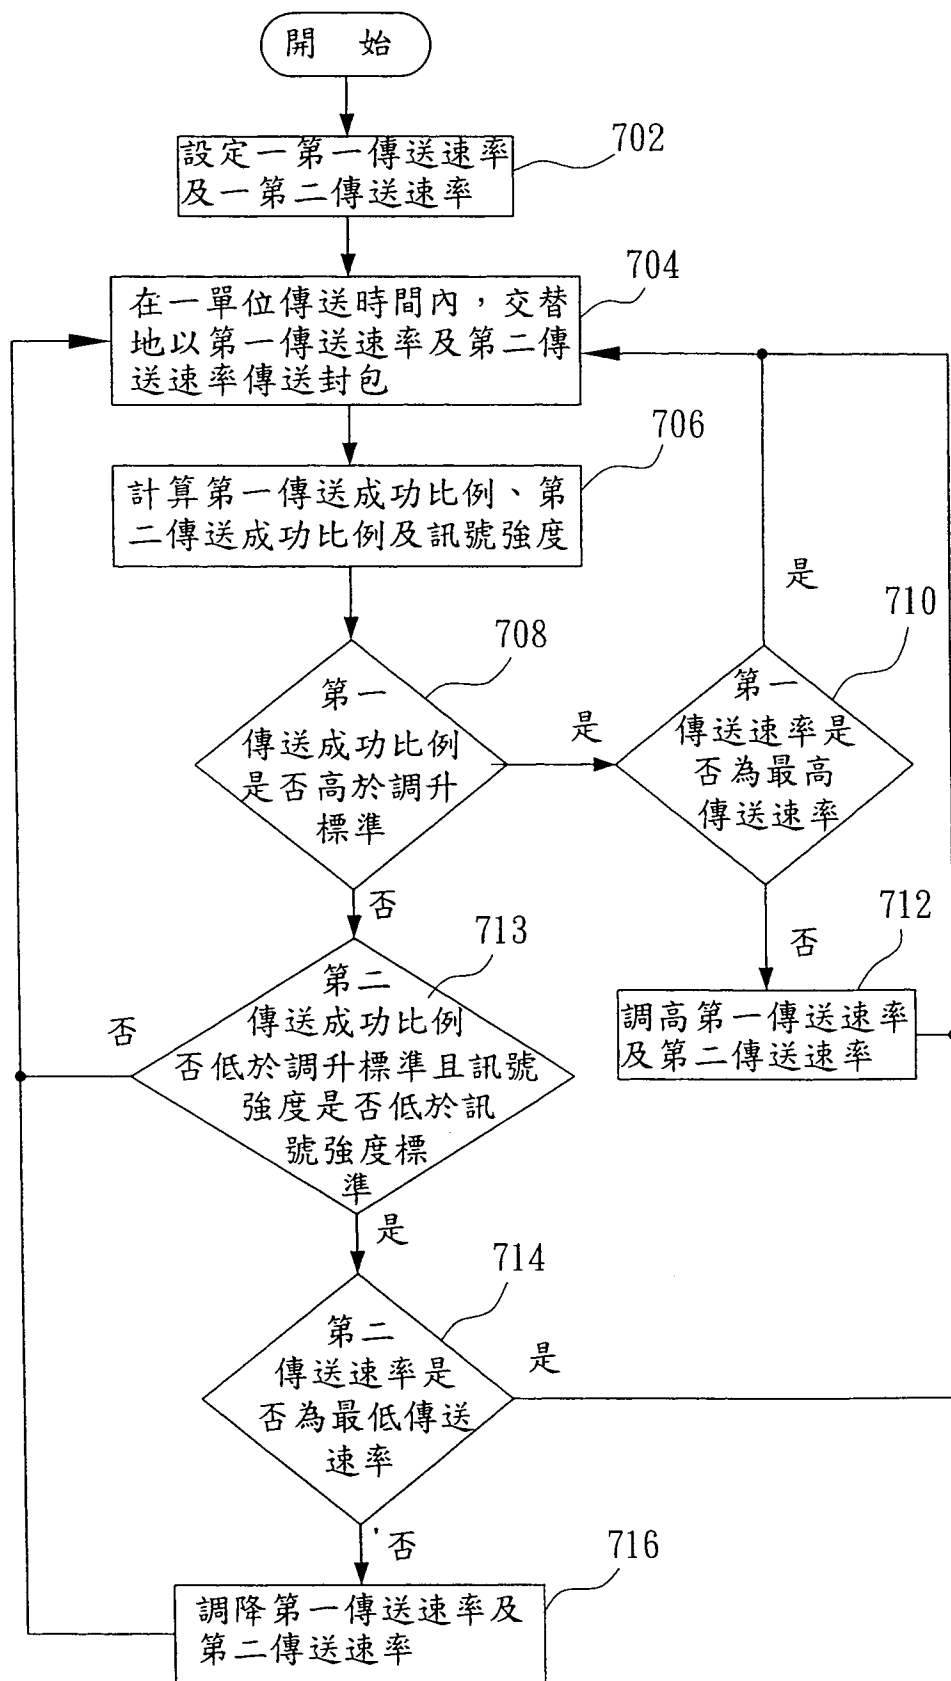 開 始
702
設定一第一傳送速率
及一第二傳送速率
704
在一單位傳送時間內，交替
地以第一傳送速率及第二傳
送速率傳送封包
706
計算第一傳送成功比例、第
二傳送成功比例及訊號強度
708
第一
傳送成功比例
是否高於調升
標準
是
710
第一
傳送速率是
否為最高
傳送速率
是
否
712
調高第一傳送速率
及第二傳送速率
否
713
第二
傳送成功比例
否低於調升標準且訊號
強度是否低於訊
號強度標
準
否
是
714
第二
傳送速率是
否為最低傳送
速率
是
否
716
調降第一傳送速率及
第二傳送速率